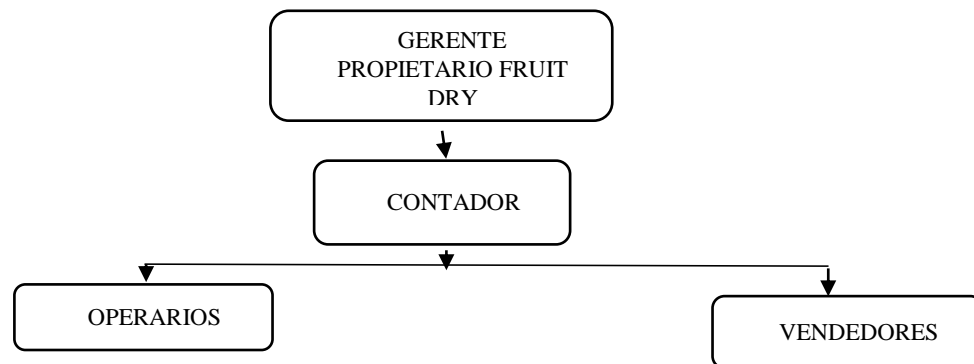 GERENTE
PROPIETARIO FRUIT
DRY
CONTADOR
OPERARIOS
VENDEDORES